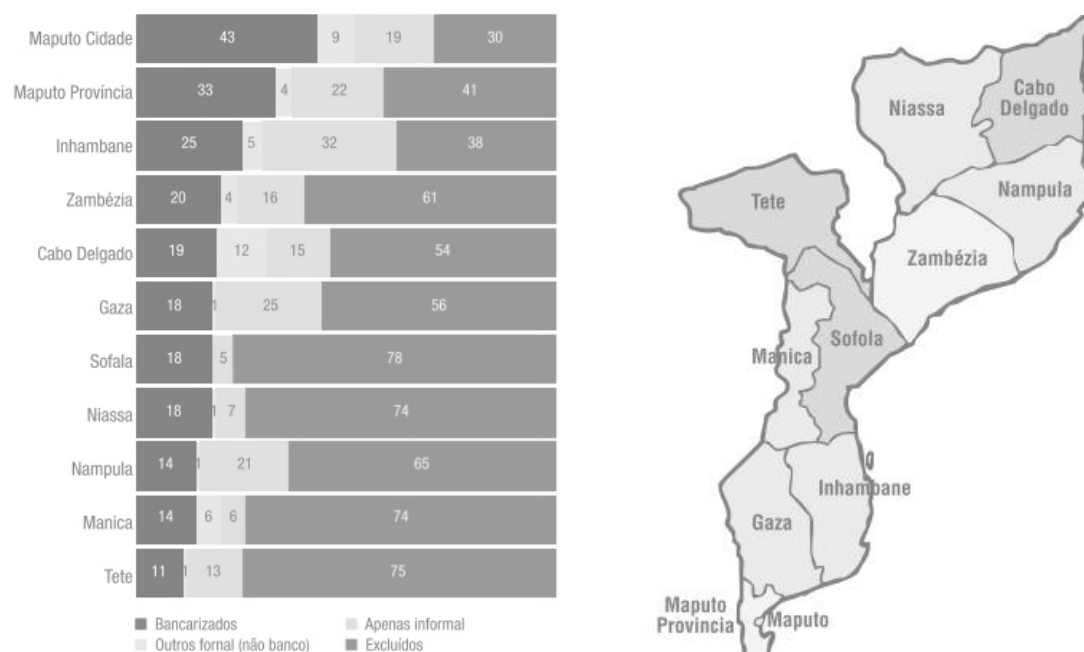 Maputo Cidade 43 9 19 30
Maputo Província 33 4 22 41
Inhambane 25 5 32 38
Zambézia 20 4 16 61
Cabo Delgado 19 12 15 54
Gaza 18 1 25 56
Sofala 18 5 78
Niassa 18 1 7 74
Nampula 14 1 21 65
Manica 14 6 6 74
Tete 11 1 13 75
Bancarizados Apenas informal
Outros fornal (não banco) Excluídos
Cabo
Delgado
Niassa
Nampula
Tete
Zambézia
Sofola
Manica
Inhambane
Gaza
Maputo
Provincia
Maputo